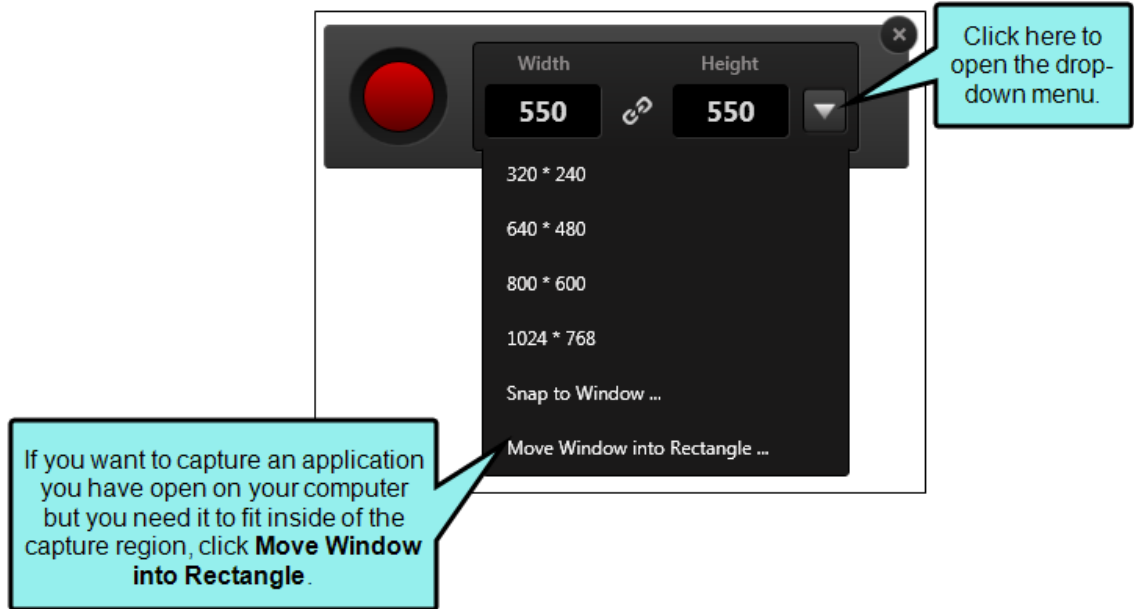 Click here to
open the drop-
down menu.
Width
Height
550
550
320 * 240
640 * 480
800 * 600
1024 * 768
Snap to Window ...
Move Window into Rectangle ...
If you want to capture an application
you have open on your computer
but you need it to fit inside of the
capture region, click Move Window
into Rectangle.